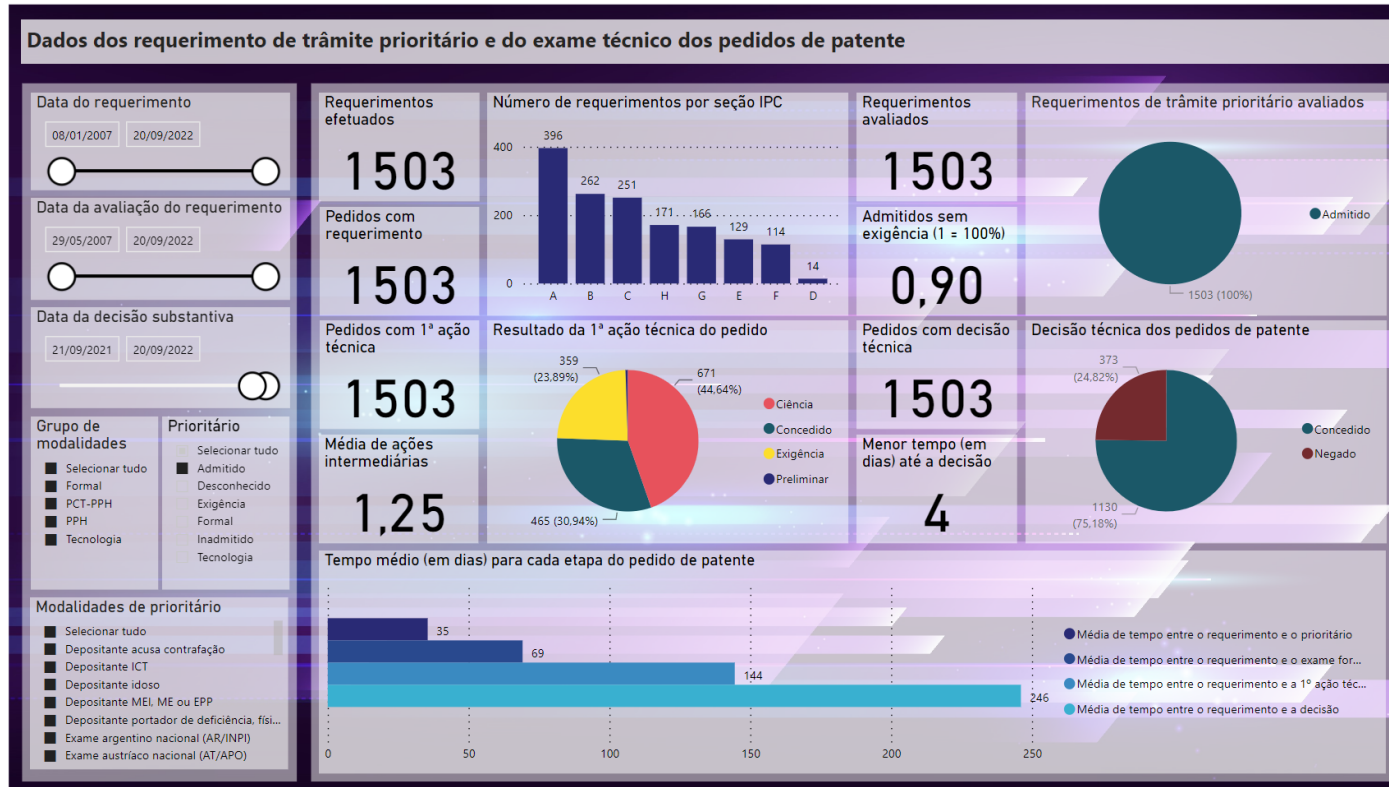 Dados dos requerimento de trâmite prioritário e do exame técnico dos pedidos de patente
Data do requerimento
08/01/2007 20/09/2022
Data da avaliação do requerimento
29/05/2007 20/09/2022
Data da decisão substantiva
21/09/2021 20/09/2022
Grupo de
modalidades
Selecionar tudo
Formal
PCT-PPH
PPH
Tecnologia
Prioritário
Selecionar tudo
Admitido
Desconhecido
Exigência
Formal
Inadmitido
Tecnologia
Modalidades de prioritário
Selecionar tudo
Depositante acusa contrafação
Depositante ICT
Depositante idoso
Depositante MEI, ME ou EPP
Depositante portador de deficiência, físi...
Exame argentino nacional (AR/INPI)
Exame austríaco nacional (AT/APO)
Requerimentos
efetuados
1503
Pedidos com
requerimento
1503
Número de requerimentos por seção IPC
400
200
0
396
262
251
171
166
129
114
14
A B C H G E F D
Requerimentos
avaliados
1503
Admitidos sem
exigência (1 = 100%)
0,90
Requerimentos de trâmite prioritário avaliados
Admitido
1503 (100%)
Pedidos com 1ª ação
técnica
1503
Média de ações
intermediárias
1,25
Resultado da 1ª ação técnica do pedido
359
(23,89%)
671
(44,64%)
465 (30,94%)
Ciência
Concedido
Exigência
Preliminar
Pedidos com decisão
técnica
1503
Menor tempo (em
dias) até a decisão
4
Decisão técnica dos pedidos de patente
373
(24,82%)
1130
(75,18%)
Concedido
Negado
Tempo médio (em dias) para cada etapa do pedido de patente
35
69
144
246
0 50 100 150 200 250
Média de tempo entre o requerimento e o prioritário
Média de tempo entre o requerimento e o exame for...
Média de tempo entre o requerimento e a 1º ação téc...
Média de tempo entre o requerimento e a decisão